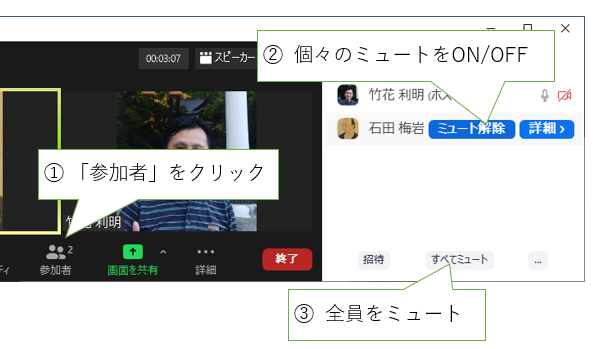 ② 個々のミュートをON/OFF
00:03:07
スピーカー
竹花 利明 (ホス
石田 梅岩
ミュート解除
詳細 ›
① 「参加者」をクリック
竹花 利明
2
ティ
参加者
画面を共有
詳細
終了
招待
すべてミュート
...
③ 全員をミュート